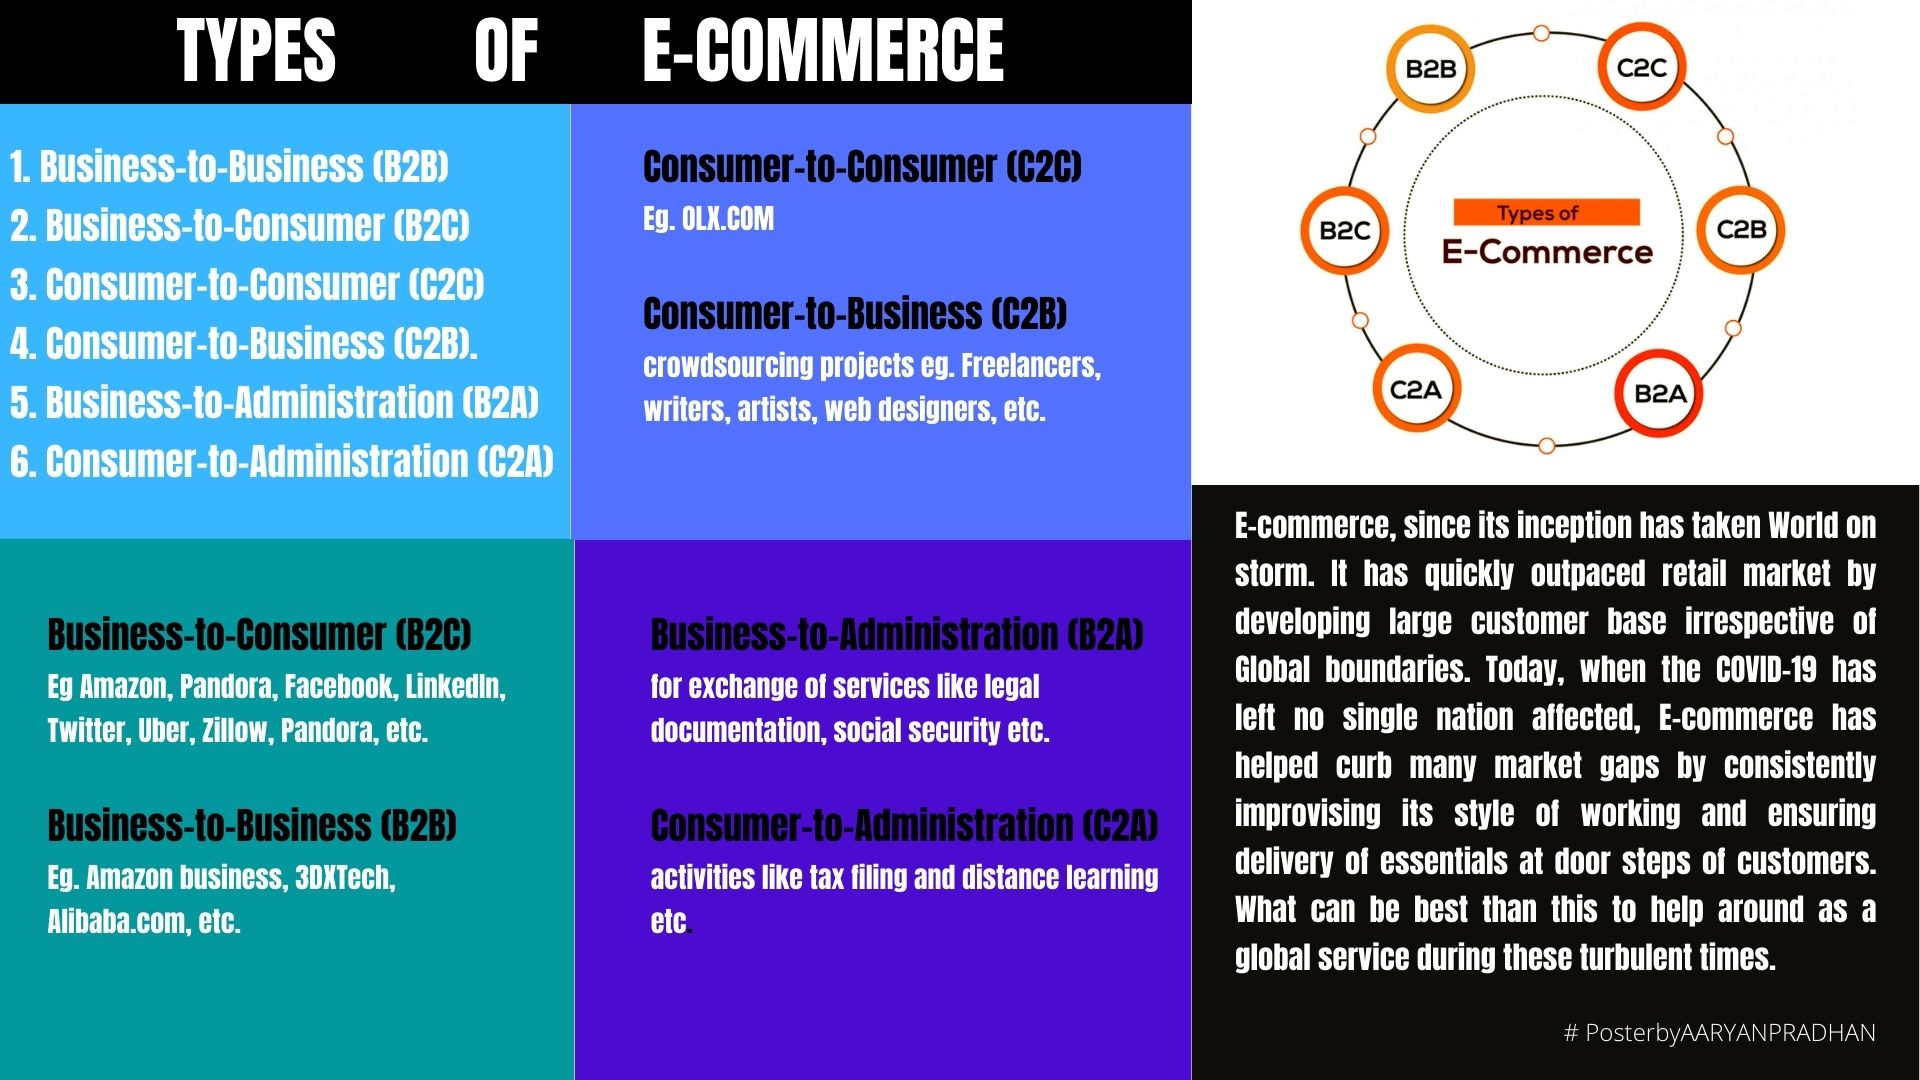 TYPES OF E-COMMERCE
1. Business-to-Business (B2B)
2. Business-to-Consumer (B2C)
3. Consumer-to-Consumer (C2C)
4. Consumer-to-Business (C2B).
5. Business-to-Administration (B2A)
6. Consumer-to-Administration (C2A)
Consumer-to-Consumer (C2C)
Eg. OLX.COM
Consumer-to-Business (C2B)
crowdsourcing projects eg. Freelancers,
writers, artists, web designers, etc.
Business-to-Consumer (B2C)
Eg Amazon, Pandora, Facebook, LinkedIn,
Twitter, Uber, Zillow, Pandora, etc.
Business-to-Business (B2B)
Eg. Amazon business, 3DXTech,
Alibaba.com, etc.
Business-to-Administration (B2A)
for exchange of services like legal
documentation, social security etc.
Consumer-to-Administration (C2A)
activities like tax filing and distance learning
etc.
B2B
C2C
B2C
Types of
E-Commerce
C2B
C2A
B2A
E-commerce, since its inception has taken World on
storm. It has quickly outpaced retail market by
developing large customer base irrespective of
Global boundaries. Today, when the COVID-19 has
left no single nation affected, E-commerce has
helped curb many market gaps by consistently
improvising its style of working and ensuring
delivery of essentials at door steps of customers.
What can be best than this to help around as a
global service during these turbulent times.
# PosterbyAARYANPRADHAN